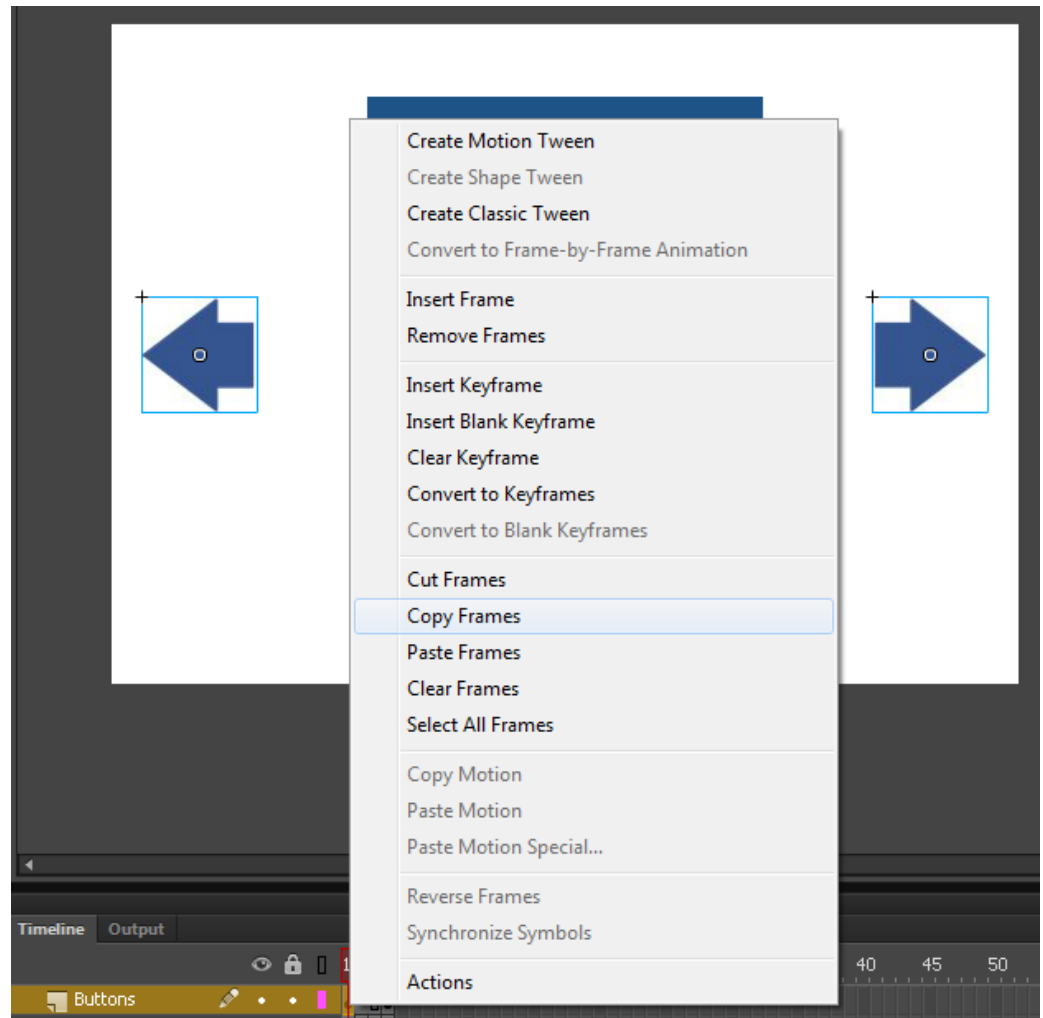 Create Motion Tween
Create Shape Tween
Create Classic Tween
Convert to Frame-by-Frame Animation
Insert Frame
Remove Frames
Insert Keyframe
Insert Blank Keyframe
Clear Keyframe
Convert to Keyframes
Convert to Blank Keyframes
Cut Frames
Copy Frames
Paste Frames
Clear Frames
Select All Frames
Copy Motion
Paste Motion
Paste Motion Special...
Reverse Frames
Synchronize Symbols
Actions
Timeline Output
1 40 45 50
Buttons